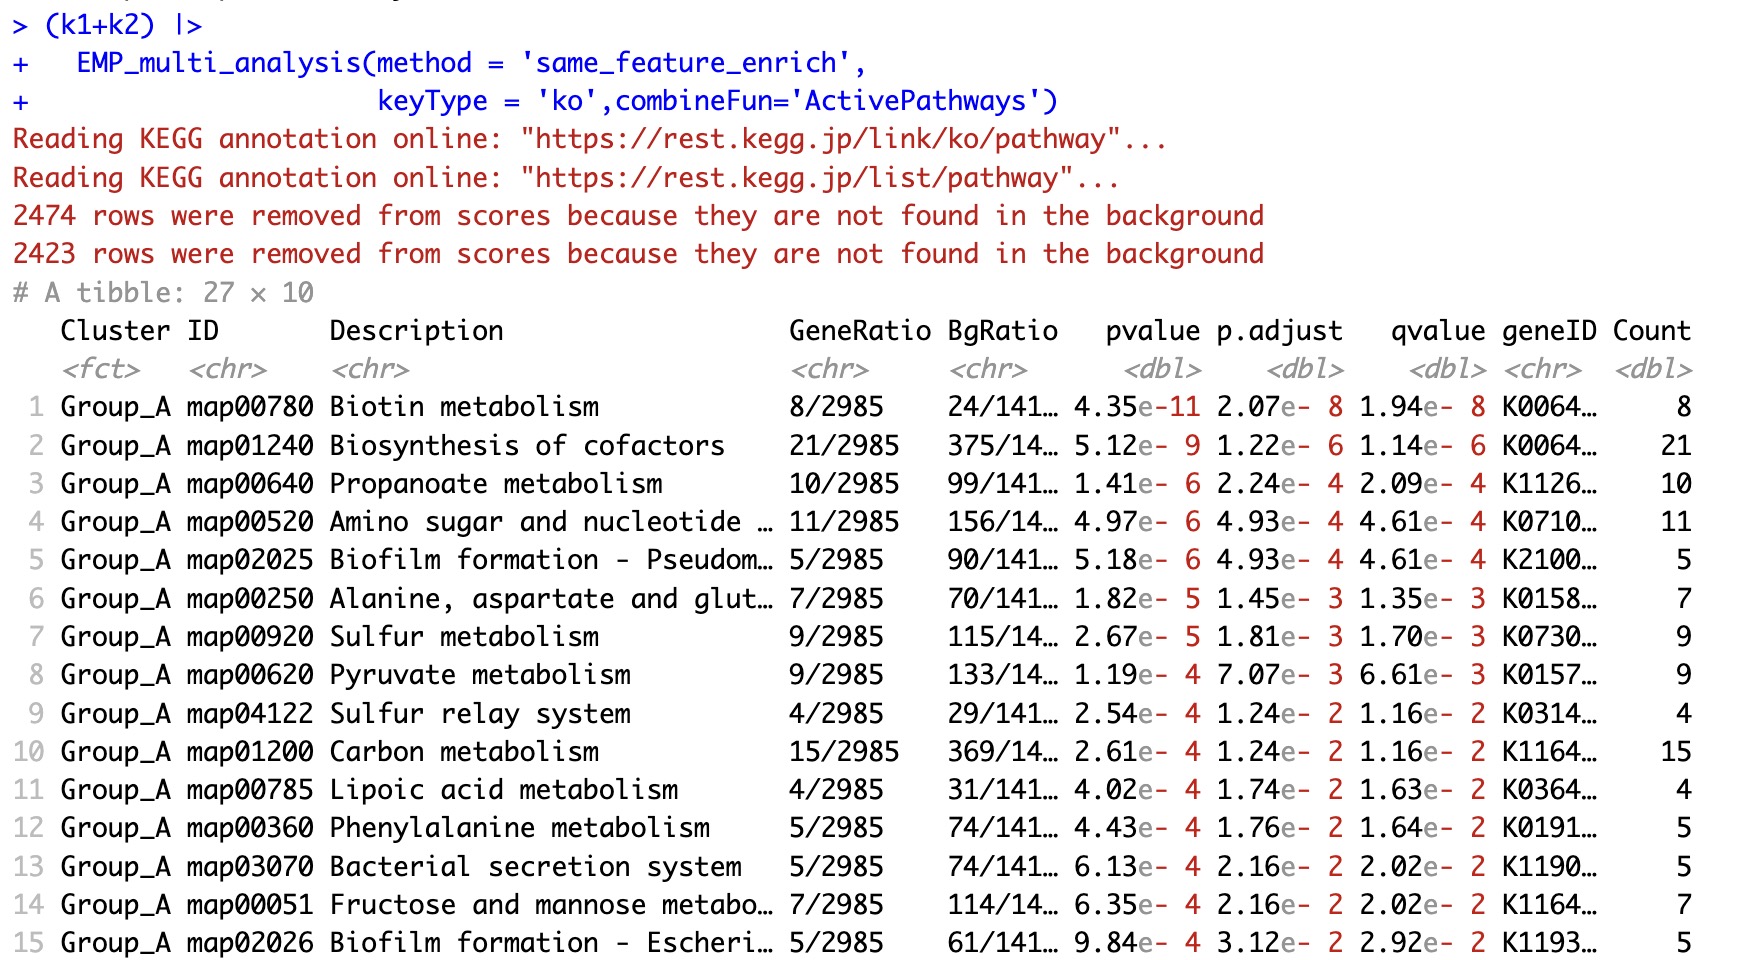 > (k1+k2) |>
+   EMP_multi_analysis(method = 'same_feature_enrich',
+                      keyType = 'ko',combineFun='ActivePathways')
Reading KEGG annotation online: "https://rest.kegg.jp/link/ko/pathway"...
Reading KEGG annotation online: "https://rest.kegg.jp/list/pathway"...
2474 rows were removed from scores because they are not found in the background
2423 rows were removed from scores because they are not found in the background
# A tibble: 27 × 10
   Cluster ID       Description                  GeneRatio BgRatio   pvalue p.adjust   qvalue geneID Count
   <fct>   <chr>    <chr>                        <chr>     <chr>      <dbl>    <dbl>    <dbl> <chr>  <dbl>
 1 Group_A map00780 Biotin metabolism            8/2985    24/141… 4.35e-11 2.07e- 8 1.94e- 8 K0064…     8
 2 Group_A map01240 Biosynthesis of cofactors    21/2985   375/14… 5.12e- 9 1.22e- 6 1.14e- 6 K0064…    21
 3 Group_A map00640 Propanoate metabolism        10/2985   99/141… 1.41e- 6 2.24e- 4 2.09e- 4 K1126…    10
 4 Group_A map00520 Amino sugar and nucleotide … 11/2985   156/14… 4.97e- 6 4.93e- 4 4.61e- 4 K0710…    11
 5 Group_A map02025 Biofilm formation - Pseudom… 5/2985    90/141… 5.18e- 6 4.93e- 4 4.61e- 4 K2100…     5
 6 Group_A map00250 Alanine, aspartate and glut… 7/2985    70/141… 1.82e- 5 1.45e- 3 1.35e- 3 K0158…     7
 7 Group_A map00920 Sulfur metabolism            9/2985    115/14… 2.67e- 5 1.81e- 3 1.70e- 3 K0730…     9
 8 Group_A map00620 Pyruvate metabolism          9/2985    133/14… 1.19e- 4 7.07e- 3 6.61e- 3 K0157…     9
 9 Group_A map04122 Sulfur relay system          4/2985    29/141… 2.54e- 4 1.24e- 2 1.16e- 2 K0314…     4
10 Group_A map01200 Carbon metabolism            15/2985   369/14… 2.61e- 4 1.24e- 2 1.16e- 2 K1164…    15
11 Group_A map00785 Lipoic acid metabolism       4/2985    31/141… 4.02e- 4 1.74e- 2 1.63e- 2 K0364…     4
12 Group_A map00360 Phenylalanine metabolism     5/2985    74/141… 4.43e- 4 1.76e- 2 1.64e- 2 K0191…     5
13 Group_A map03070 Bacterial secretion system   5/2985    74/141… 6.13e- 4 2.16e- 2 2.02e- 2 K1190…     5
14 Group_A map00051 Fructose and mannose metabo… 7/2985    114/14… 6.35e- 4 2.16e- 2 2.02e- 2 K1164…     7
15 Group_A map02026 Biofilm formation - Escheri… 5/2985    61/141… 9.84e- 4 3.12e- 2 2.92e- 2 K1193…     5